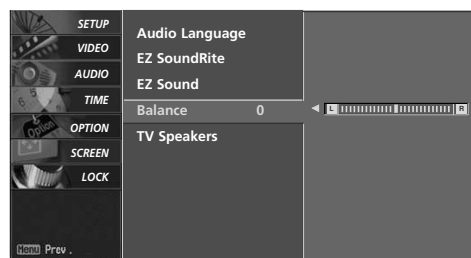 SETUP
VIDEO
AUDIO
TIME
OPTION
SCREEN
LOCK
Menu Prev.
Audio Language
EZ SoundRite
EZ Sound
Balance 0
TV Speakers
L R
Option